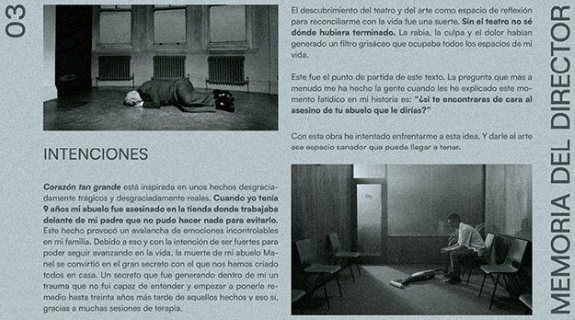 03
INTENCIONES
Corazón tan grande está inspirada en unos hechos desgracia-
damente trágicos y desgraciadamente reales. Cuando yo tenía
9 años mi abuelo fue asesinado en la tienda donde trabajaba
delante de mi padre que no pudo hacer nada para evitarlo.
Este hecho provocó un avalancha de emociones incontrolables
en mi familia. Debido a eso y con la intención de ser fuertes para
poder seguir avanzando en la vida, la muerte de mi abuelo Ma-
nel se convirtió en el gran secreto con el que nos hemos criado
todos en casa. Un secreto que fue generando dentro de mi un
trauma que no fui capaz de entender y empezar a ponerle re-
medio hasta treinta años más tarde de aquellos hechos y eso sí,
gracias a muchas sesiones de terapia.
El descubrimiento del teatro y del arte como espacio de reflexión
para reconciliarme con la vida fue una suerte. Sin el teatro no sé
dónde hubiera terminado. La rabia, la culpa y el dolor habían
generado un filtro grisáceo que ocupaba todos los espacios de mi
vida.
Este fue el punto de partida de este texto. La pregunta que más a
menudo me ha hecho la gente cuando les he explicado este mo-
mento fatídico en mi historia es: "¿si te encontraras de cara al
asesino de tu abuelo que le dirías?"
Con esta obra he intentado enfrentarme a esta idea. Y darle al arte
ese espacio sanador que puede llegar a tener.
MEMORIA DEL DIRECTOR